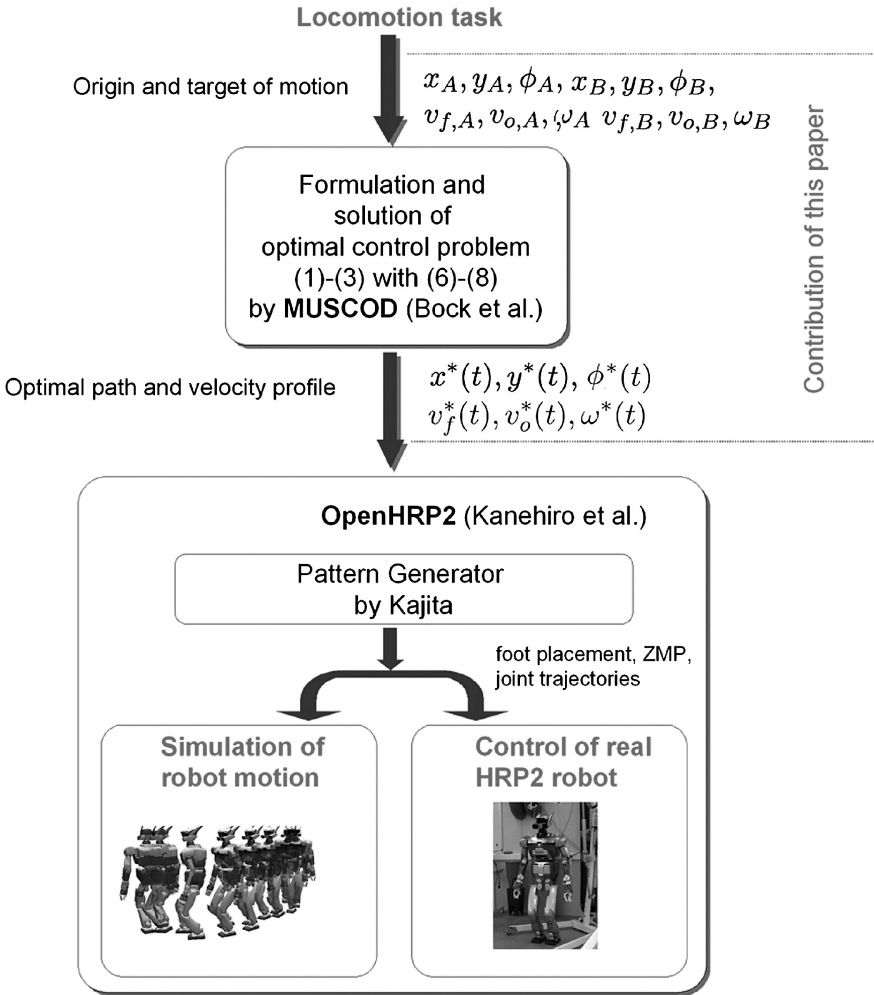 Locomotion task
Origin and target of motion
x_A, y_A, ϕ_A, x_B, y_B, ϕ_B,
v_{f,A}, v_{o,A}, ω_A v_{f,B}, v_{o,B}, ω_B
Contribution of this paper
Formulation and
solution of
optimal control problem
(1)-(3) with (6)-(8)
by MUSCOD (Bock et al.)
Optimal path and velocity profile
x*(t), y*(t), ϕ*(t)
v_f*(t), v_o*(t), ω*(t)
OpenHRP2 (Kanehiro et al.)
Pattern Generator
by Kajita
foot placement, ZMP,
joint trajectories
Simulation of
robot motion
Control of real
HRP2 robot